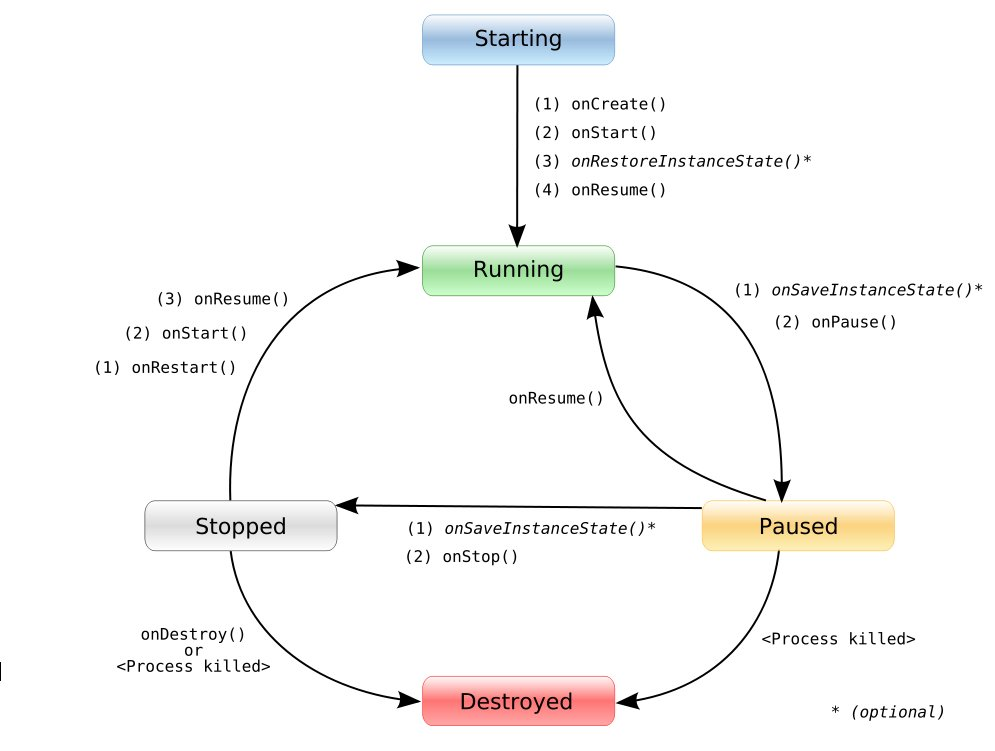 Starting
(1) onCreate()
(2) onStart()
(3) onRestoreInstanceState()*
(4) onResume()
Running
(3) onResume()
(2) onStart()
(1) onRestart()
(1) onSaveInstanceState()*
(2) onPause()
onResume()
Stopped
(1) onSaveInstanceState()*
(2) onStop()
Paused
onDestroy()
or
<Process killed>
<Process killed>
Destroyed
* (optional)